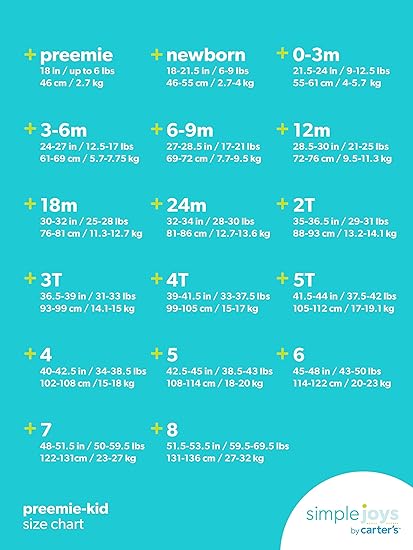 + preemie
18 in / up to 6 lbs
46 cm / 2.7 kg
+ newborn
18-21.5 in / 6-9 lbs
46-55 cm / 2.7-4 kg
+ 0-3m
21.5-24 in / 9-12.5 lbs
55-61 cm / 4-5.7 kg
+ 3-6m
24-27 in / 12.5-17 lbs
61-69 cm / 5.7-7.75 kg
+ 6-9m
27-28.5 in / 17-21 lbs
69-72 cm / 7.7-9.5 kg
+ 12m
28.5-30 in / 21-25 lbs
72-76 cm / 9.5-11.3 kg
+ 18m
30-32 in / 25-28 lbs
76-81 cm / 11.3-12.7 kg
+ 24m
32-34 in / 28-30 lbs
81-86 cm / 12.7-13.6 kg
+ 2T
35-36.5 in / 29-31 lbs
88-93 cm / 13.2-14.1 kg
+ 3T
36.5-39 in / 31-33 lbs
93-99 cm / 14.1-15 kg
+ 4T
39-41.5 in / 33-37.5 lbs
99-105 cm / 15-17 kg
+ 5T
41.5-44 in / 37.5-42 lbs
105-112 cm / 17-19.1 kg
+ 4
40-42.5 in / 34-38.5 lbs
102-108 cm /15-18 kg
+ 5
42.5-45 in / 38.5-43 lbs
108-114 cm / 18-20 kg
+ 6
45-48 in / 43-50 lbs
114-122 cm / 20-23 kg
+ 7
48-51.5 in / 50-59.5 lbs
122-131cm / 23-27 kg
+ 8
51.5-53.5 in / 59.5-69.5 lbs
131-136 cm / 27-32 kg
preemie-kid
size chart
simple joys
by carter's™